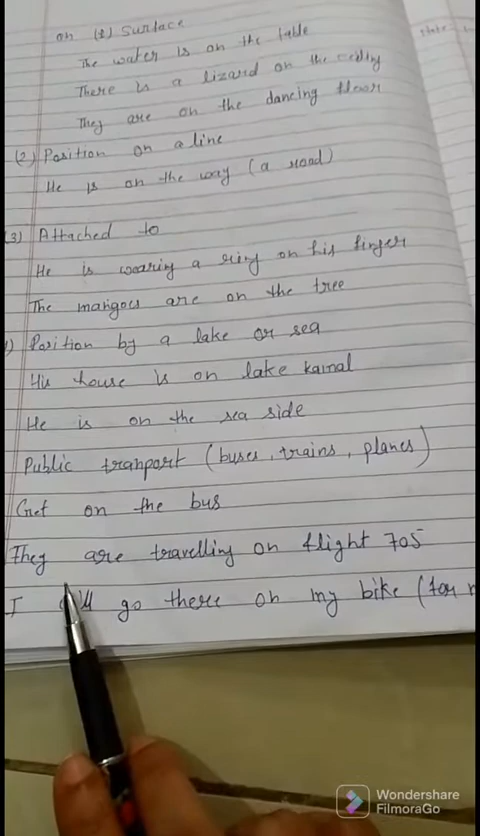 on (1) Surface
The water is on the table
There is a lizard on the ceiling
They are on the dancing floor
(2) Position on a line
He is on the way (a road)
(3) Attached to
He is wearing a ring on his finger
The mangoes are on the tree
) Position by a lake or sea
His house is on lake kamal
He is on the sea side
Public tranport (buses, trains, planes)
Get on the bus
They are travelling on flight 705
I go there on my bike (for
Wondershare
FilmoraGo